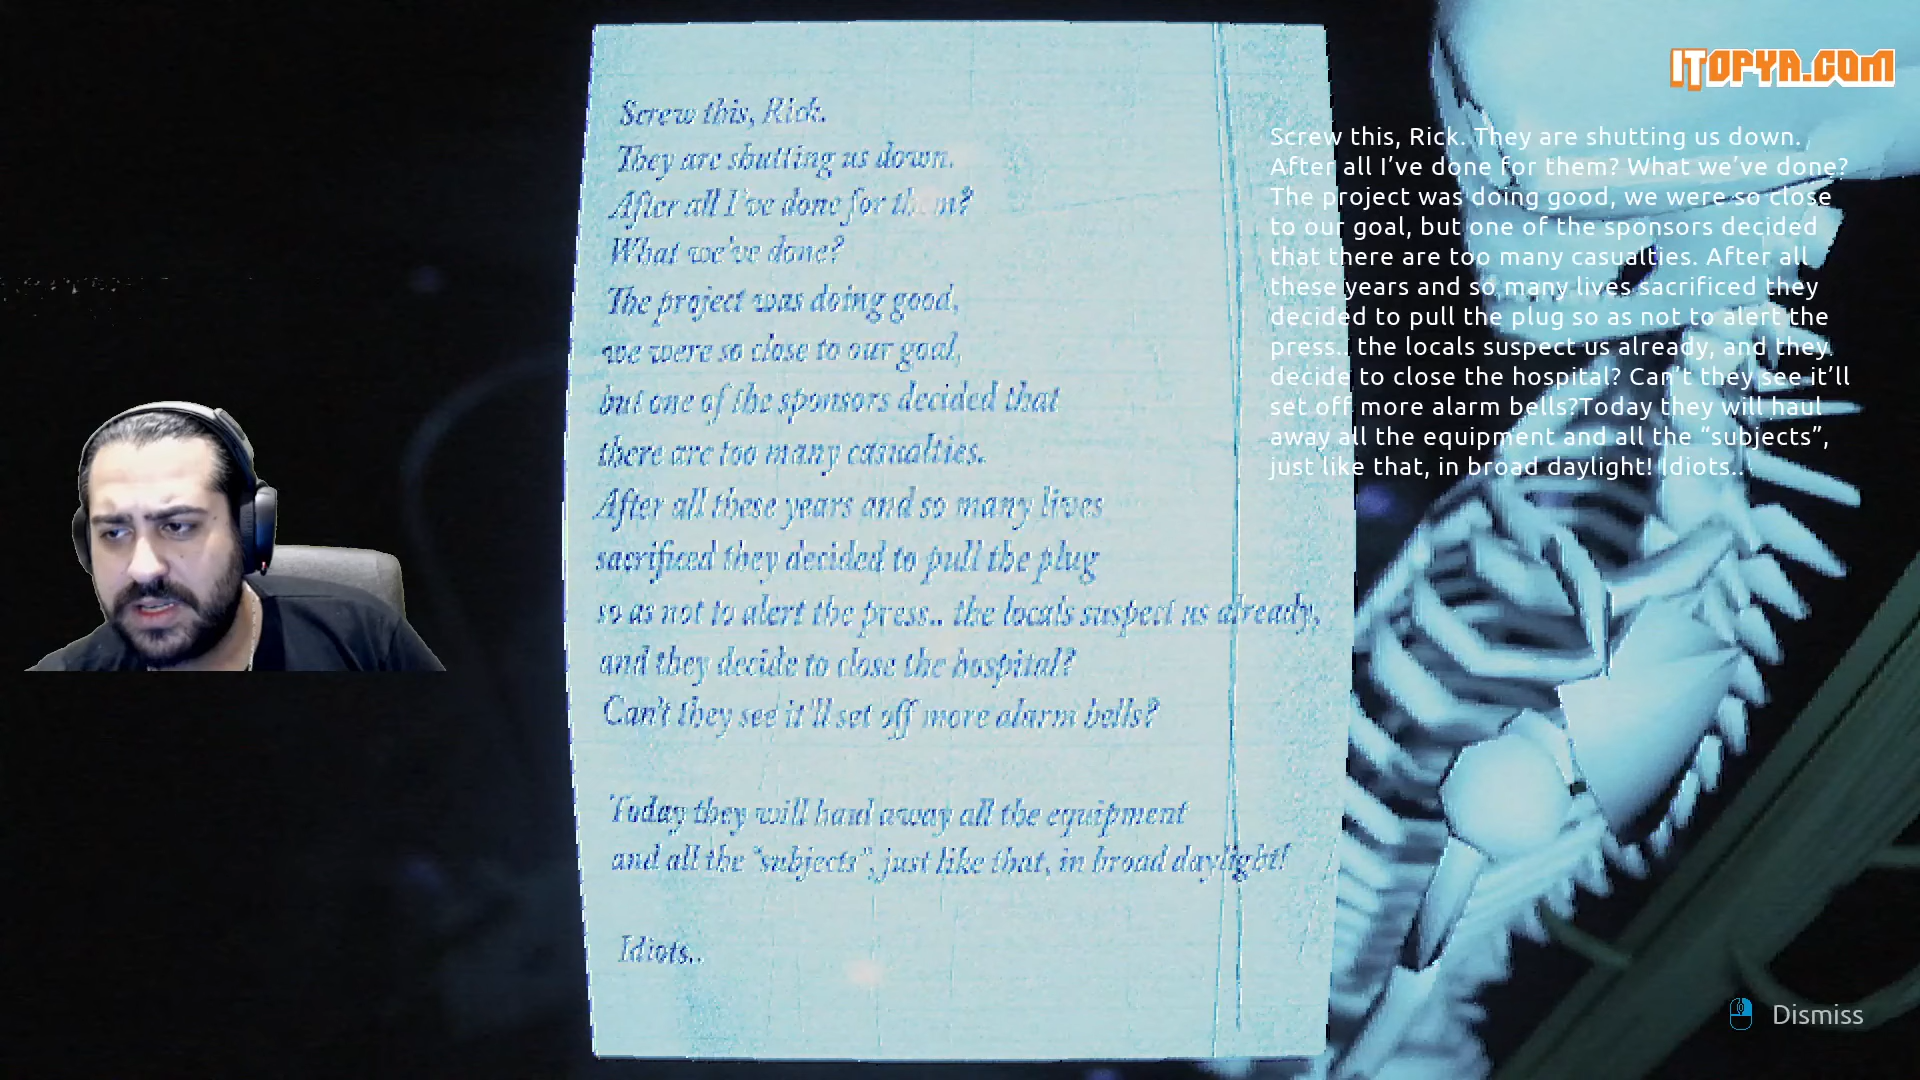 Screw this, Rick.
They are shutting us down.
After all I've done for them?
What we've done?
The project was doing good,
we were so close to our goal,
but one of the sponsors decided that
there are too many casualties.
After all these years and so many lives
sacrificed they decided to pull the plug
so as not to alert the press.. the locals suspect us already,
and they decide to close the hospital?
Can't they see it'll set off more alarm bells?
Today they will haul away all the equipment
and all the "subjects", just like that, in broad daylight!
Idiots..
ITOPYA.COM
Screw this, Rick. They are shutting us down.
After all I’ve done for them? What we’ve done?
The project was doing good, we were so close
to our goal, but one of the sponsors decided
that there are too many casualties. After all
these years and so many lives sacrificed they
decided to pull the plug so as not to alert the
press.. the locals suspect us already, and they
decide to close the hospital? Can’t they see it’ll
set off more alarm bells?Today they will haul
away all the equipment and all the “subjects”,
just like that, in broad daylight! Idiots..
Dismiss